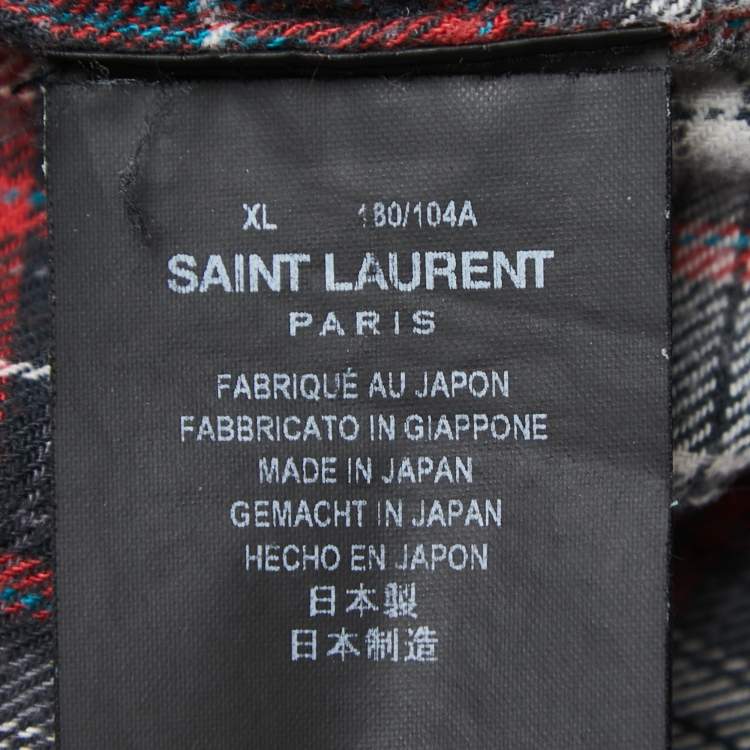 XL 180/104A
SAINT LAURENT
PARIS
FABRIQUÉ AU JAPON
FABBRICATO IN GIAPPONE
MADE IN JAPAN
GEMACHT IN JAPAN
HECHO EN JAPON
日本製
日本制造